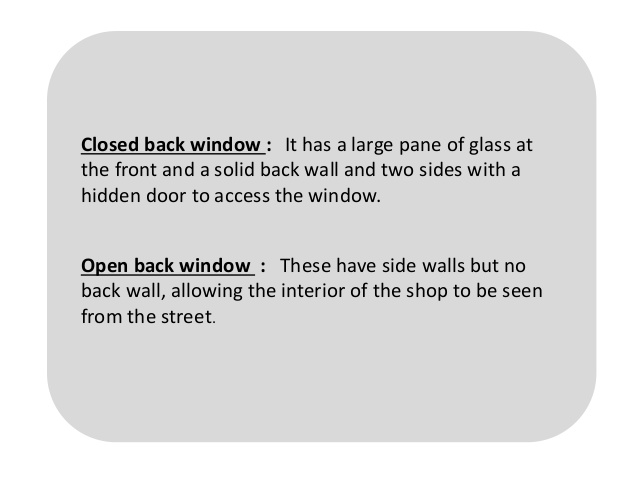 Closed back window : It has a large pane of glass at
the front and a solid back wall and two sides with a
hidden door to access the window.
Open back window : These have side walls but no
back wall, allowing the interior of the shop to be seen
from the street.